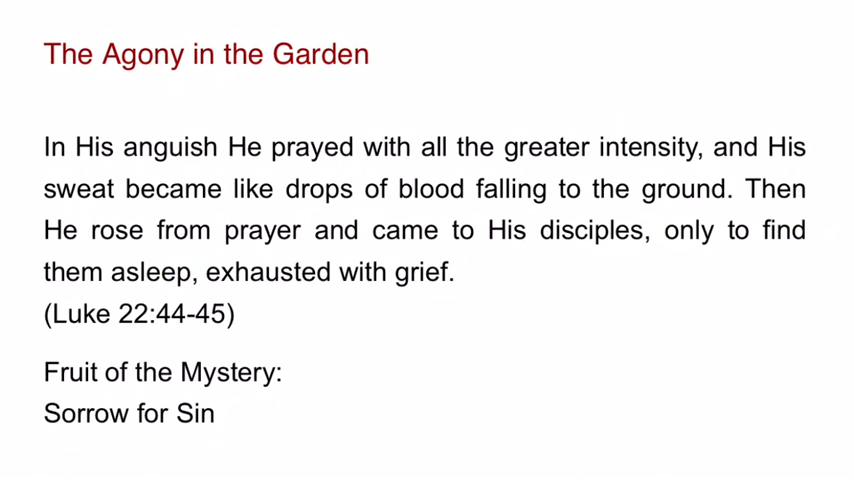 The Agony in the Garden
In His anguish He prayed with all the greater intensity, and His
sweat became like drops of blood falling to the ground. Then
He rose from prayer and came to His disciples, only to find
them asleep, exhausted with grief.
(Luke 22:44-45)
Fruit of the Mystery:
Sorrow for Sin